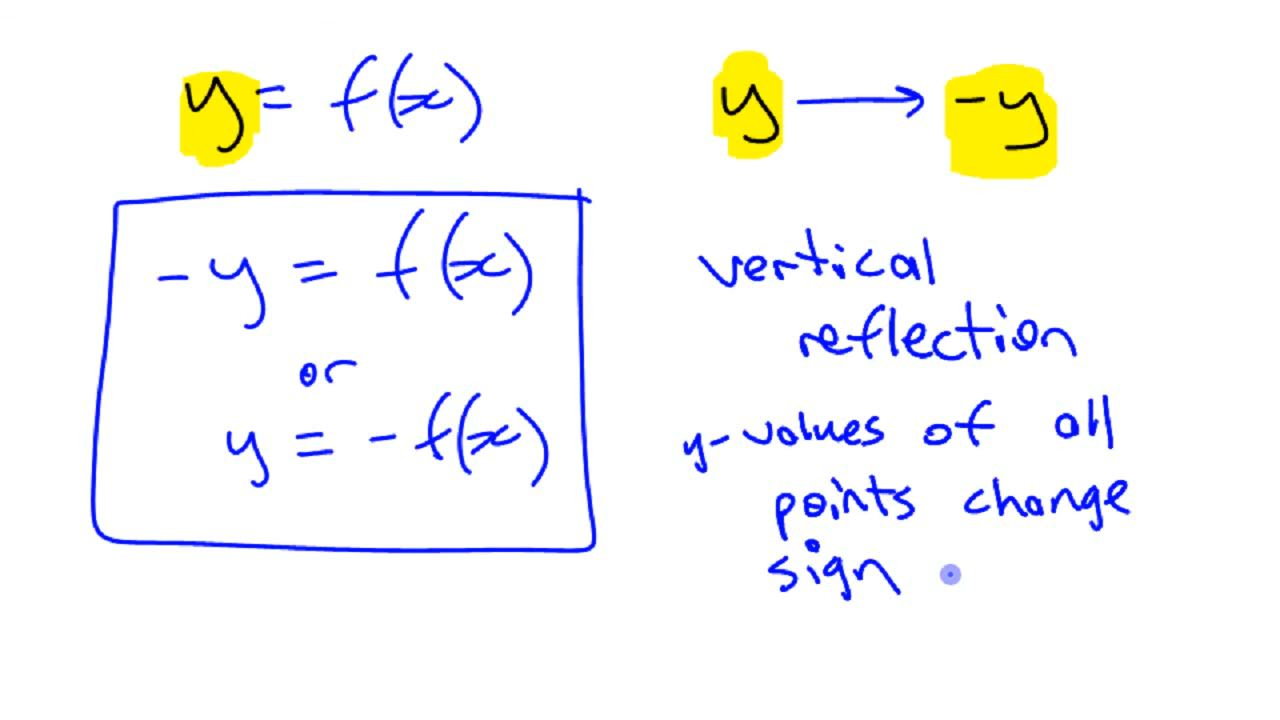 y = f(x)
-y = f(x)
or
y = -f(x)
y → -y
vertical
reflection
y-values of all
points change
sign